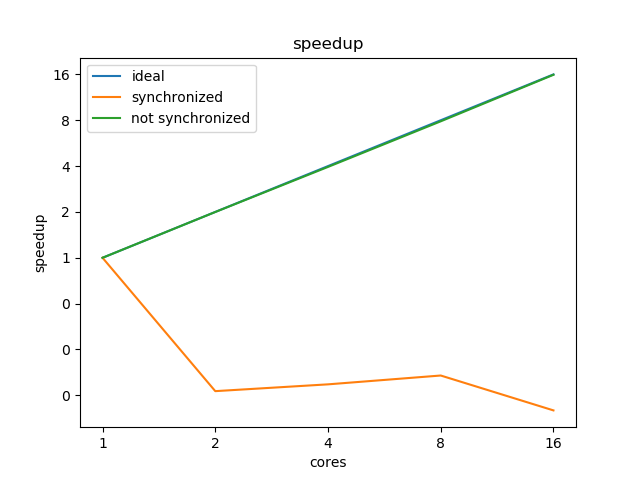 speedup
ideal
synchronized
not synchronized
16
8
4
2
1
0
0
0
speedup
1 2 4 8 16
cores